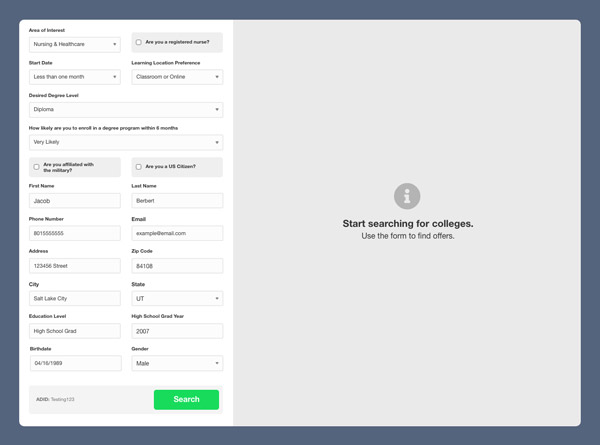 Area of Interest
Nursing & Healthcare
Are you a registered nurse?
Start Date
Learning Location Preference
Less than one month
Classroom or Online
Desired Degree Level
Diploma
How likely are you to enroll in a degree program within 6 months
Very Likely
Are you affiliated with
the military?
Are you a US Citizen?
First Name
Last Name
Jacob
Berbert
Phone Number
Email
8015555555
example@email.com
Address
Zip Code
123456 Street
84108
City
State
Salt Lake City
UT
Education Level
High School Grad Year
High School Grad
2007
Birthdate
Gender
04/16/1989
Male
ADID: Testing123
Search
Start searching for colleges.
Use the form to find offers.